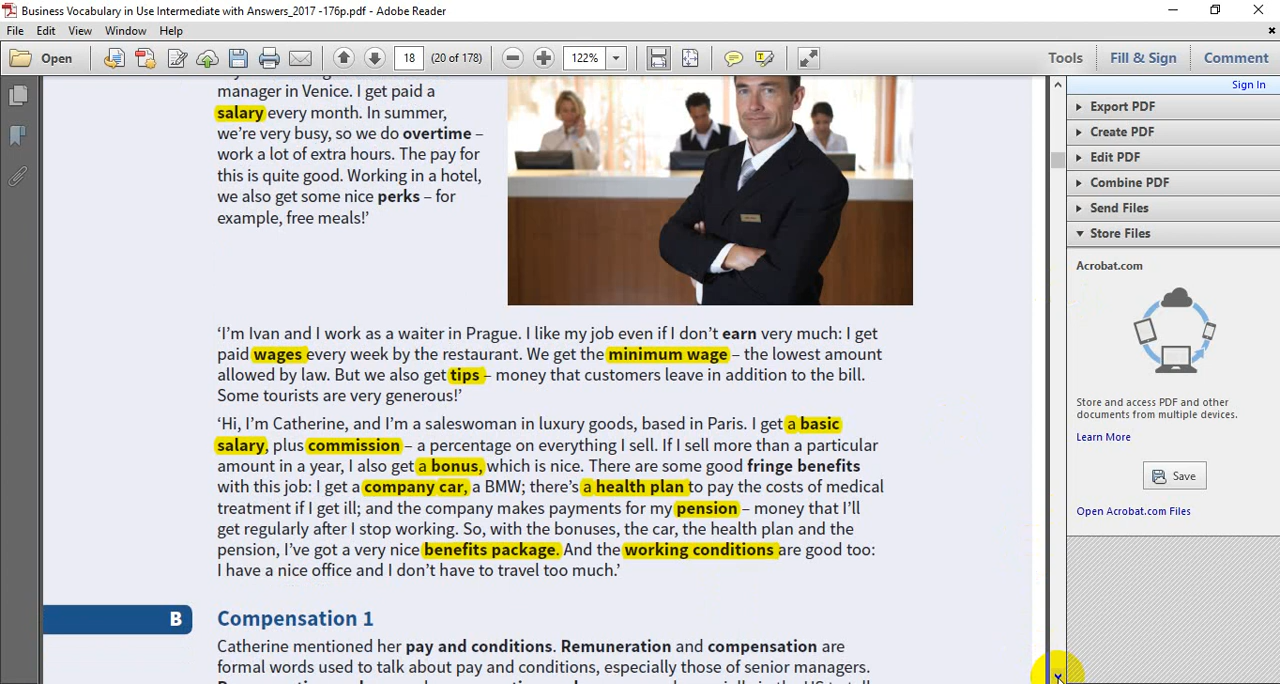 Business Vocabulary in Use Intermediate with Answers_2017 -176p.pdf - Adobe Reader
File Edit View Window Help
Open 18 (20 of 178) 122% Tools Fill & Sign Comment
Sign In
Export PDF
Create PDF
Edit PDF
Combine PDF
Send Files
Store Files
Acrobat.com
Store and access PDF and other
documents from multiple devices.
Learn More
Save
Open Acrobat.com Files
manager in Venice. I get paid a
salary every month. In summer,
we're very busy, so we do overtime –
work a lot of extra hours. The pay for
this is quite good. Working in a hotel,
we also get some nice perks – for
example, free meals!'
'I'm Ivan and I work as a waiter in Prague. I like my job even if I don't earn very much: I get
paid wages every week by the restaurant. We get the minimum wage – the lowest amount
allowed by law. But we also get tips – money that customers leave in addition to the bill.
Some tourists are very generous!'
'Hi, I'm Catherine, and I'm a saleswoman in luxury goods, based in Paris. I get a basic
salary, plus commission – a percentage on everything I sell. If I sell more than a particular
amount in a year, I also get a bonus, which is nice. There are some good fringe benefits
with this job: I get a company car, a BMW; there's a health plan to pay the costs of medical
treatment if I get ill; and the company makes payments for my pension – money that I'll
get regularly after I stop working. So, with the bonuses, the car, the health plan and the
pension, I've got a very nice benefits package. And the working conditions are good too:
I have a nice office and I don't have to travel too much.'
B Compensation 1
Catherine mentioned her pay and conditions. Remuneration and compensation are
formal words used to talk about pay and conditions, especially those of senior managers.